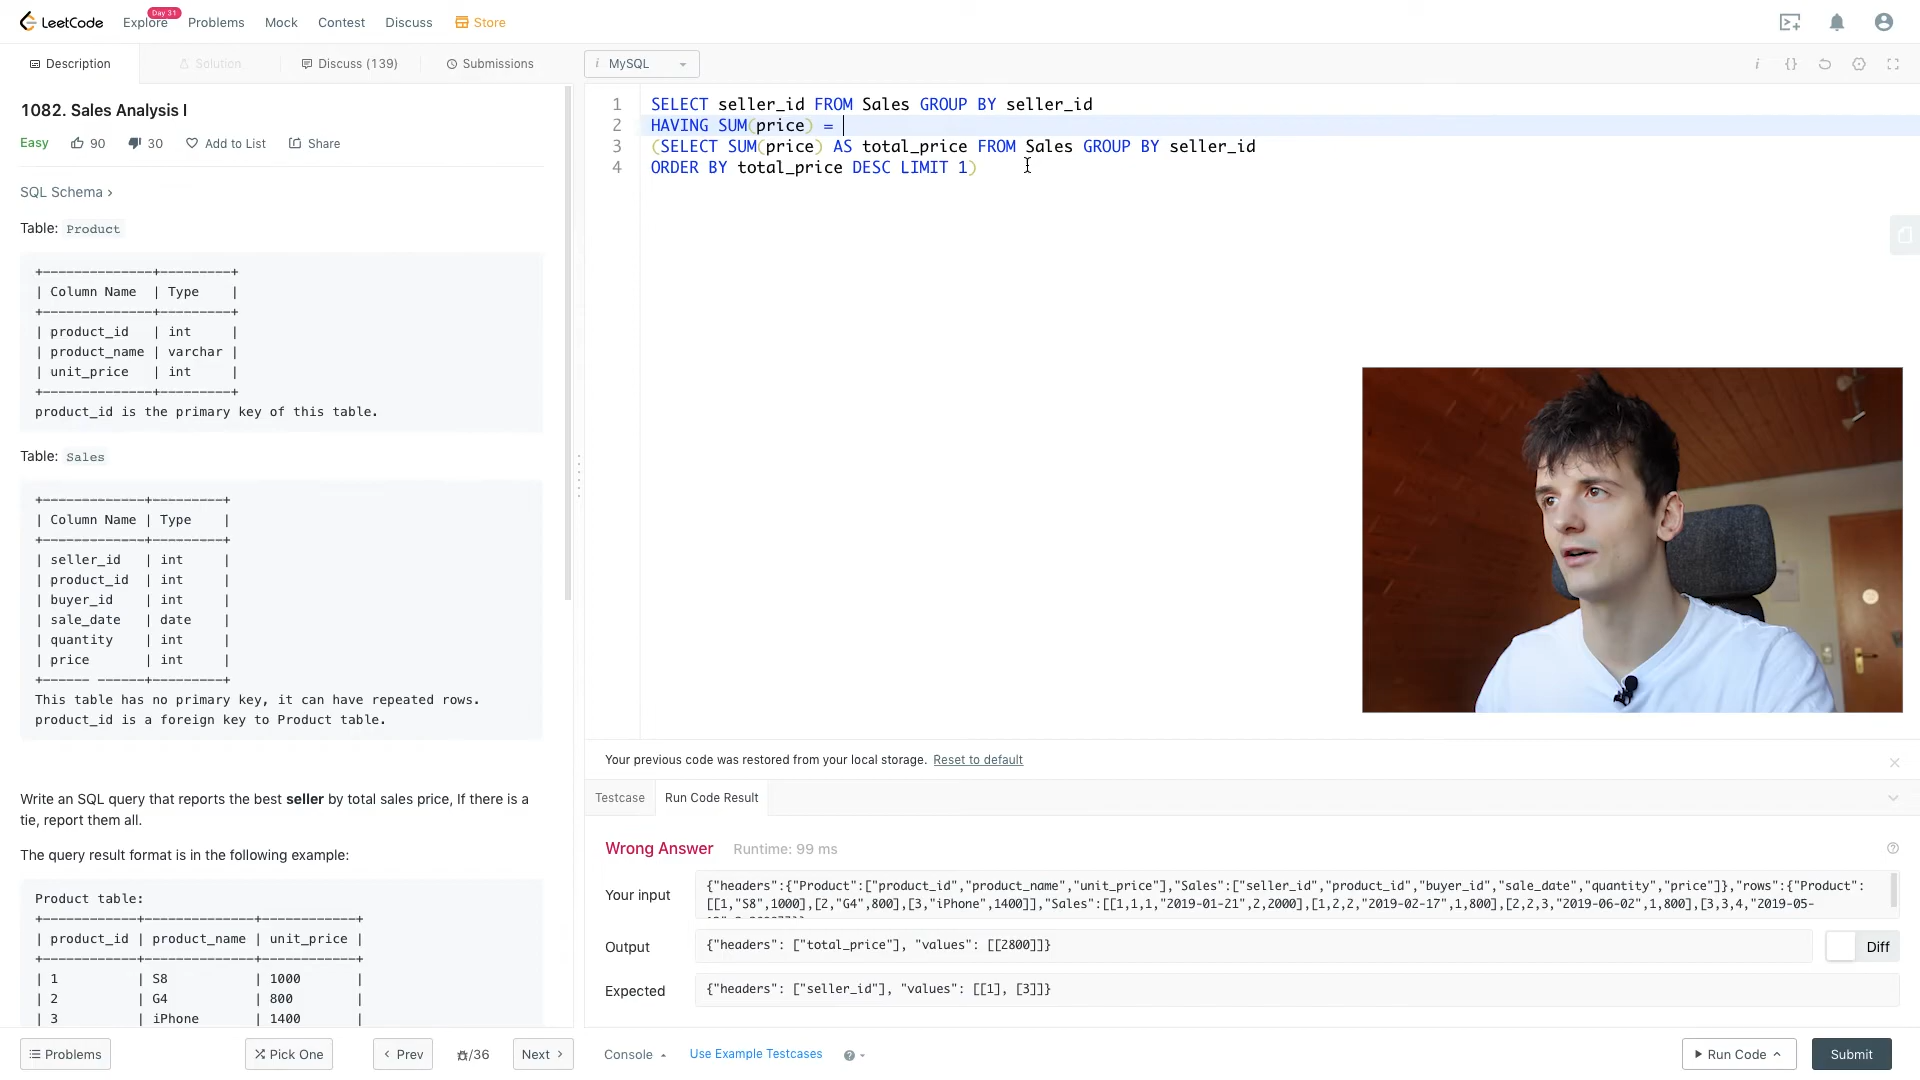 LeetCode Explore Day 31 Problems Mock Contest Discuss Store
Description Solution Discuss (139) Submissions
i MySQL
1082. Sales Analysis I
Easy 90 30 Add to List Share
SQL Schema ›
Table: Product
+--------------+---------+
| Column Name  | Type    |
+--------------+---------+
| product_id   | int     |
| product_name | varchar |
| unit_price   | int     |
+--------------+---------+
product_id is the primary key of this table.
Table: Sales
+-------------+---------+
| Column Name | Type    |
+-------------+---------+
| seller_id   | int     |
| product_id  | int     |
| buyer_id    | int     |
| sale_date   | date    |
| quantity    | int     |
| price       | int     |
+------ ------+---------+
This table has no primary key, it can have repeated rows.
product_id is a foreign key to Product table.
Write an SQL query that reports the best seller by total sales price, If there is a
tie, report them all.
The query result format is in the following example:
Product table:
+------------+--------------+------------+
| product_id | product_name | unit_price |
+------------+--------------+------------+
| 1          | S8           | 1000       |
| 2          | G4           | 800        |
| 3          | iPhone       | 1400       |
1 SELECT seller_id FROM Sales GROUP BY seller_id
2 HAVING SUM(price) =
3 (SELECT SUM(price) AS total_price FROM Sales GROUP BY seller_id
4 ORDER BY total_price DESC LIMIT 1)
Your previous code was restored from your local storage. Reset to default
Testcase Run Code Result
Wrong Answer Runtime: 99 ms
Your input
{"headers":{"Product":["product_id","product_name","unit_price"],"Sales":["seller_id","product_id","buyer_id","sale_date","quantity","price"]},"rows":{"Product":
[[1,"S8",1000],[2,"G4",800],[3,"iPhone",1400]],"Sales":[[1,1,1,"2019-01-21",2,2000],[1,2,2,"2019-02-17",1,800],[2,2,3,"2019-06-02",1,800],[3,3,4,"2019-05-
Output {"headers": ["total_price"], "values": [[2800]]}
Diff
Expected {"headers": ["seller_id"], "values": [[1], [3]]}
Problems Pick One Prev /36 Next Console Use Example Testcases Run Code Submit